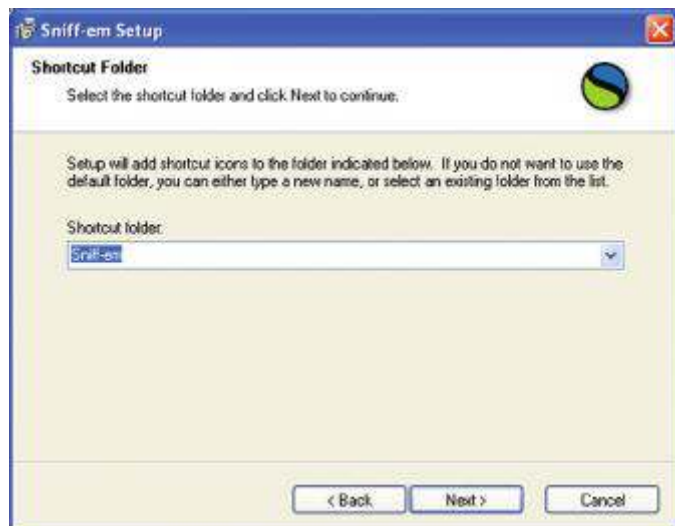 Sniff-em Setup
Shortcut Folder
Select the shortcut folder and click Next to continue.
Setup will add shortcut icons to the folder indicated below. If you do not want to use the
default folder, you can either type a new name, or select an existing folder from the list.
Shortcut folder:
Sniff-em
< Back Next > Cancel